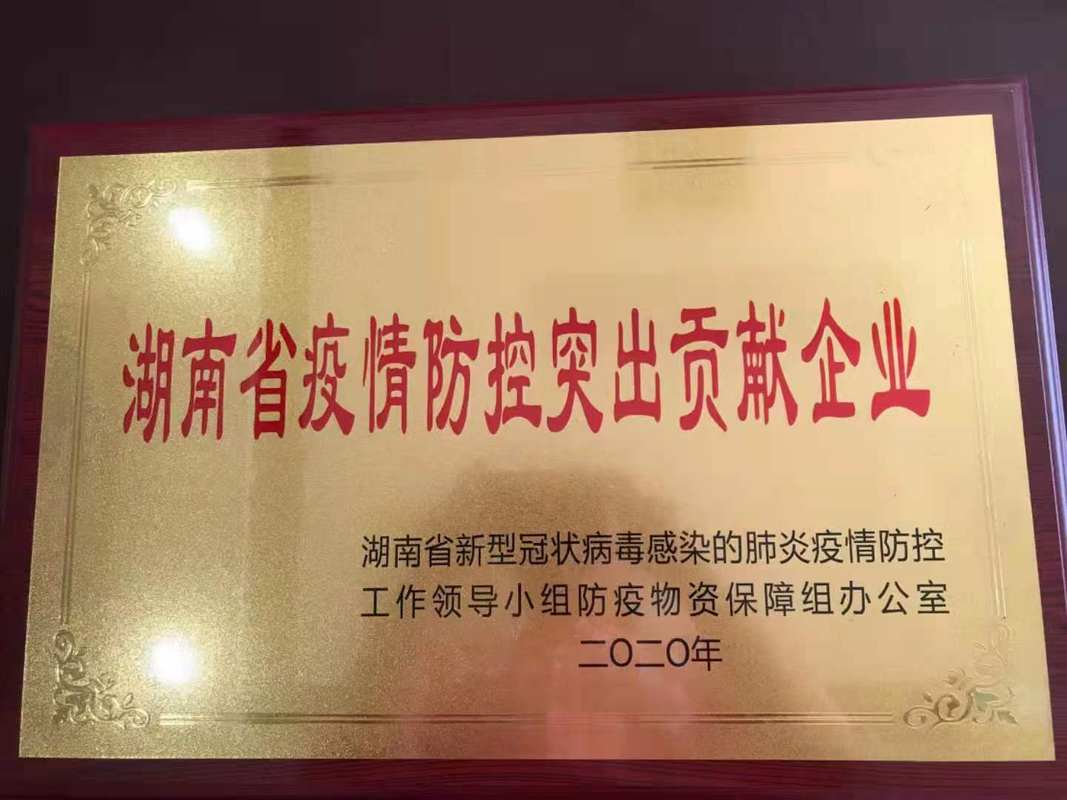 湖南省疫情防控突出贡献企业
湖南省新型冠状病毒感染的肺炎疫情防控
工作领导小组防疫物资保障组办公室
二〇二〇年